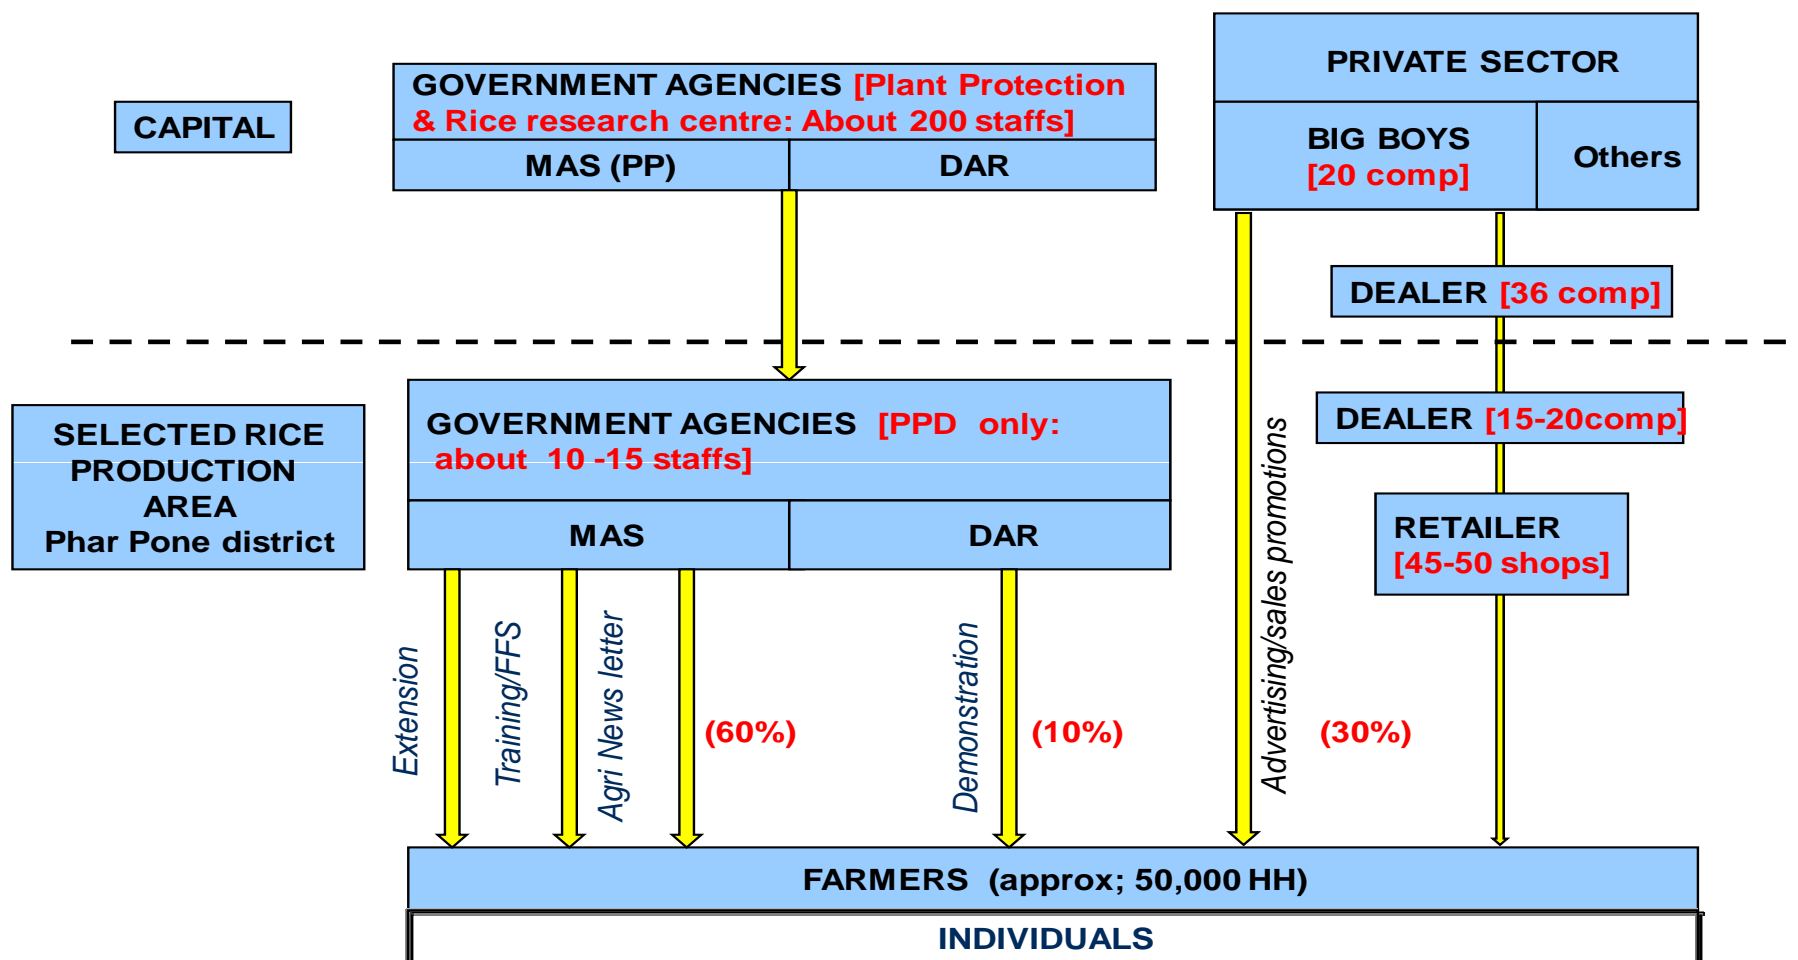 PRIVATE SECTOR
GOVERNMENT AGENCIES [Plant Protection
& Rice research centre: About 200 staffs]
CAPITAL
BIG BOYS
[20 comp]
Others
MAS (PP)
DAR
DEALER [36 comp]
SELECTED RICE
PRODUCTION
AREA
Phar Pone district
GOVERNMENT AGENCIES [PPD only:
about 10 -15 staffs]
DEALER [15-20comp]
MAS
DAR
RETAILER
[45-50 shops]
Extension
Training/FFS
Agri News letter
(60%)
Demonstration
(10%)
Advertising/sales promotions
(30%)
FARMERS (approx; 50,000 HH)
INDIVIDUALS